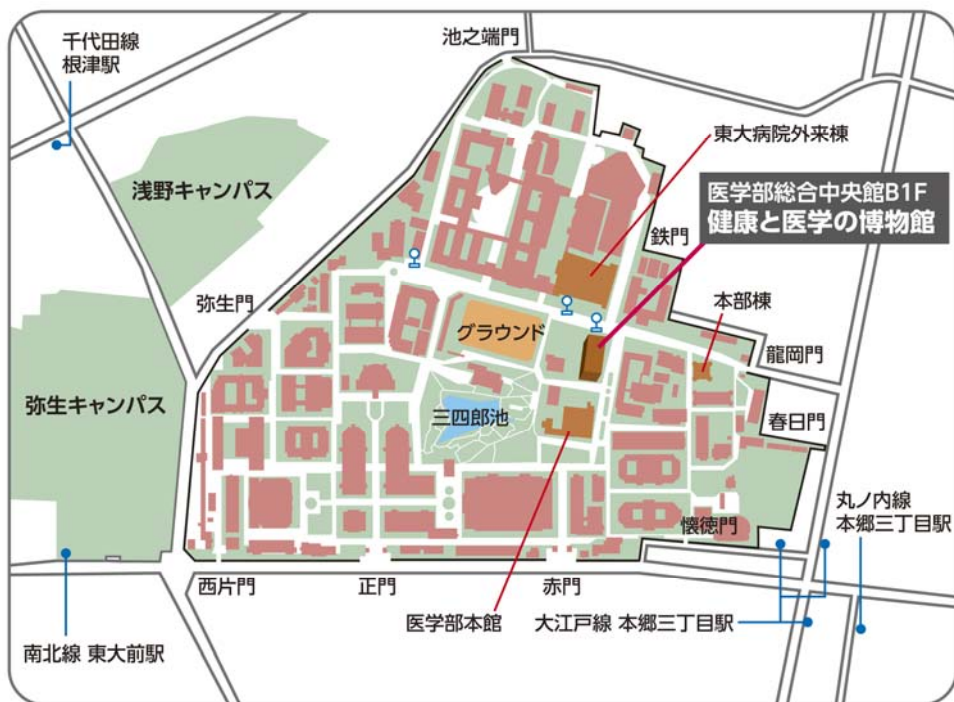 千代田線
根津駅
池之端門
東大病院外来棟
浅野キャンパス
医学部総合中央館B1F
健康と医学の博物館
鉄門
弥生門
本部棟
グラウンド
龍岡門
弥生キャンパス
三四郎池
春日門
丸ノ内線
本郷三丁目駅
懐徳門
西片門
正門
赤門
医学部本館
大江戸線 本郷三丁目駅
南北線 東大前駅